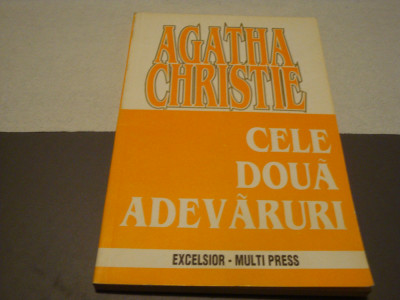 AGATHA
CHRISTIE
CELE
DOUĂ
ADEVĂRURI
EXCELSIOR - MULTI PRESS